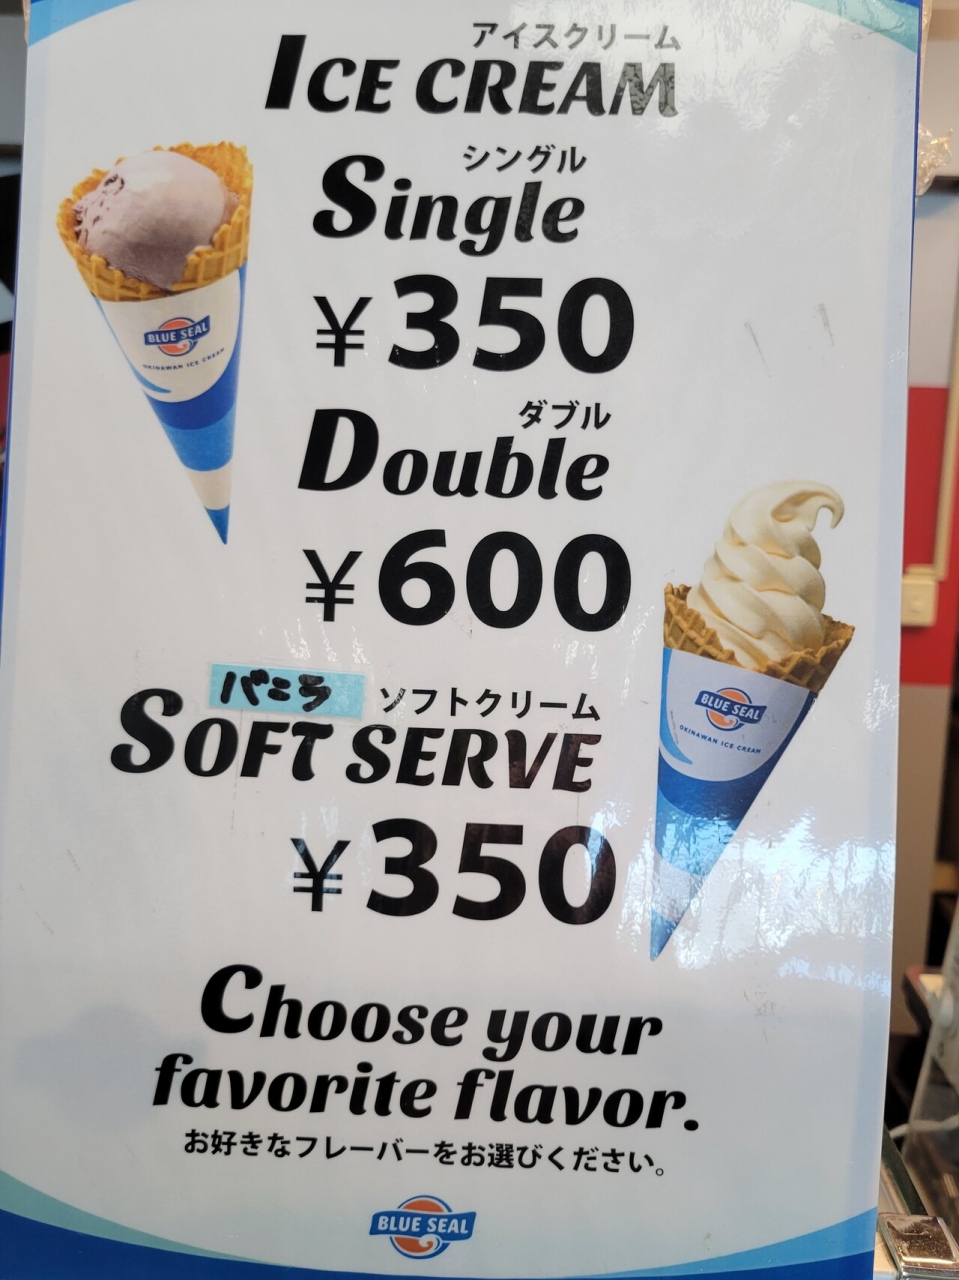 アイスクリーム
ICE CREAM
シングル
Single
¥350
ダブル
Double
¥600
バニラ ソフトクリーム
SOFT SERVE
¥350
Choose your
favorite flavor.
お好きなフレーバーをお選びください。
BLUE SEAL
BLUE SEAL
OKINAWAN ICE CREAM
BLUE SEAL
OKINAWAN ICE CREAM